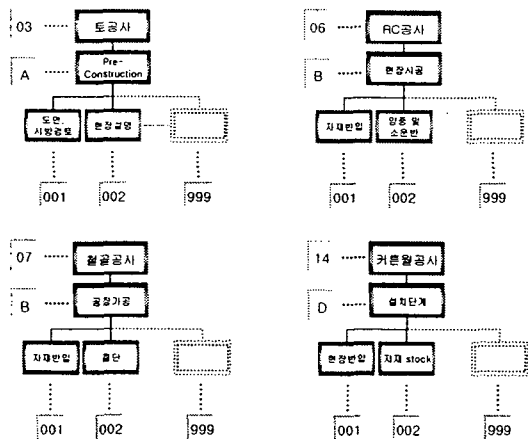 03 토공사
A Pre-
Construction
도면, 현장설명
시방검토
001 002 999
06 RC공사
B 현장시공
자재반입 양중 및
소운반
001 002 999
07 철골공사
B 공장가공
자재반입 절단
001 002 999
14 커튼월공사
D 설치단계
현장반입 자재 stock
001 002 999